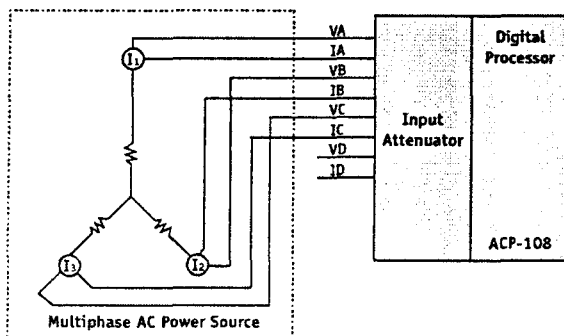 VA
IA
VB
IB
VC
IC
VD
ID
I1
I2
I3
Input
Attenuator
Digital
Processor
ACP-108
Multiphase AC Power Source